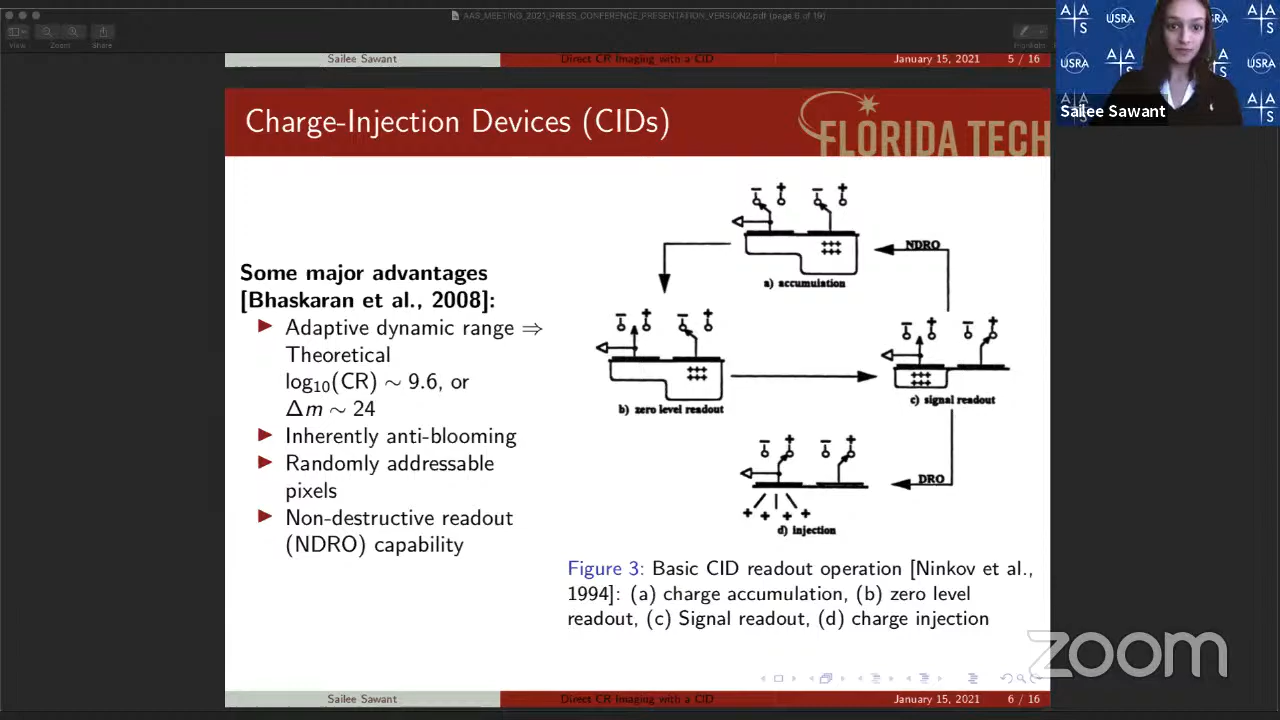 AAS_MEETING_2021_PRESS_CONFERENCE_PRESENTATION_VERSION2.pdf (page 6 of 19)
View
Zoom
Share
Sailee Sawant
Direct CR Imaging with a CID
January 15, 2021
5 / 16
USRA
Sailee Sawant
Charge-Injection Devices (CIDs)
FLORIDA TECH
Some major advantages
[Bhaskaran et al., 2008]:
▶ Adaptive dynamic range ⇒
Theoretical
log₁₀(CR) ∼ 9.6, or
Δm ∼ 24
▶ Inherently anti-blooming
▶ Randomly addressable
pixels
▶ Non-destructive readout
(NDRO) capability
a) accumulation
NDRO
b) zero level readout
c) signal readout
DRO
d) injection
Figure 3: Basic CID readout operation [Ninkov et al.,
1994]: (a) charge accumulation, (b) zero level
readout, (c) Signal readout, (d) charge injection
zoom
Sailee Sawant
Direct CR Imaging with a CID
January 15, 2021
6 / 16